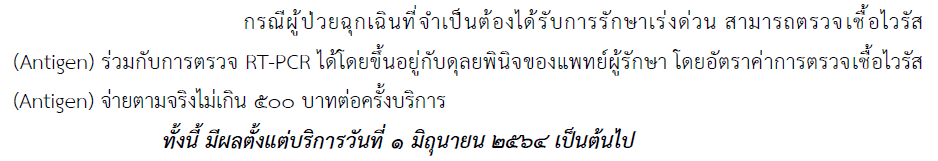 กรณีผู้ป่วยฉุกเฉินที่จำเป็นต้องได้รับการรักษาเร่งด่วน สามารถตรวจเชื้อไวรัส
(Antigen) ร่วมกับการตรวจ RT-PCR ได้โดยขึ้นอยู่กับดุลยพินิจของแพทย์ผู้รักษา โดยอัตราค่าการตรวจเชื้อไวรัส
(Antigen) จ่ายตามจริงไม่เกิน ๕๐๐ บาทต่อครั้งบริการ
ทั้งนี้ มีผลตั้งแต่บริการวันที่ ๑ มิถุนายน ๒๕๖๔ เป็นต้นไป